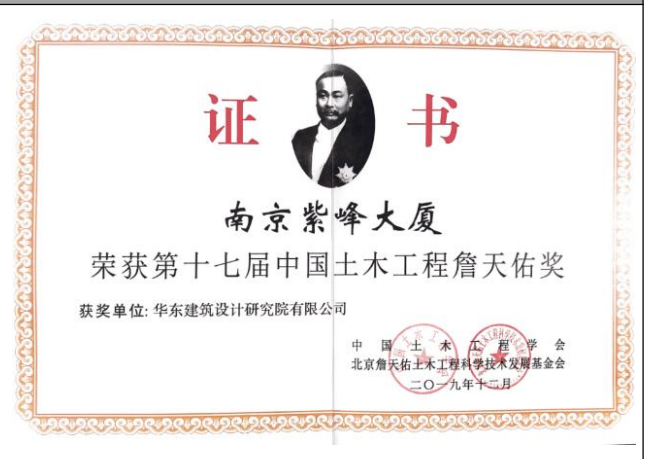 证 书
南京紫峰大厦
荣获第十七届中国土木工程詹天佑奖
获奖单位: 华东建筑设计研究院有限公司
中国土木工程学会
北京詹天佑土木工程科学技术发展基金会
二〇一九年十二月